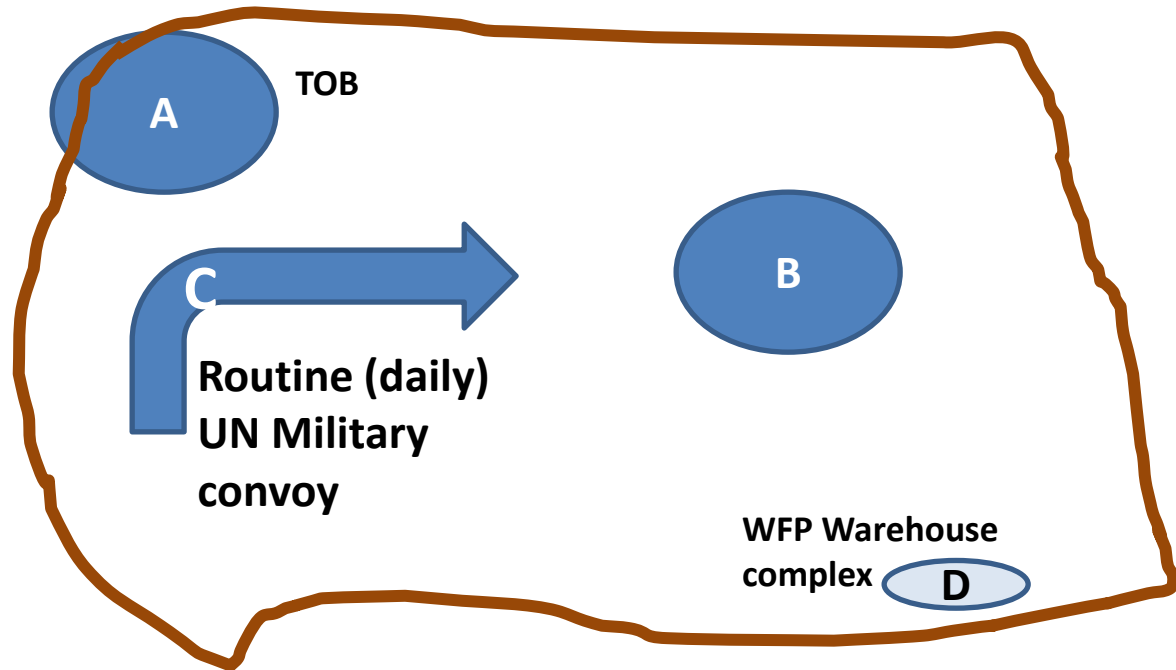 A
TOB
B
C
Routine (daily)
UN Military
convoy
WFP Warehouse
complex
D